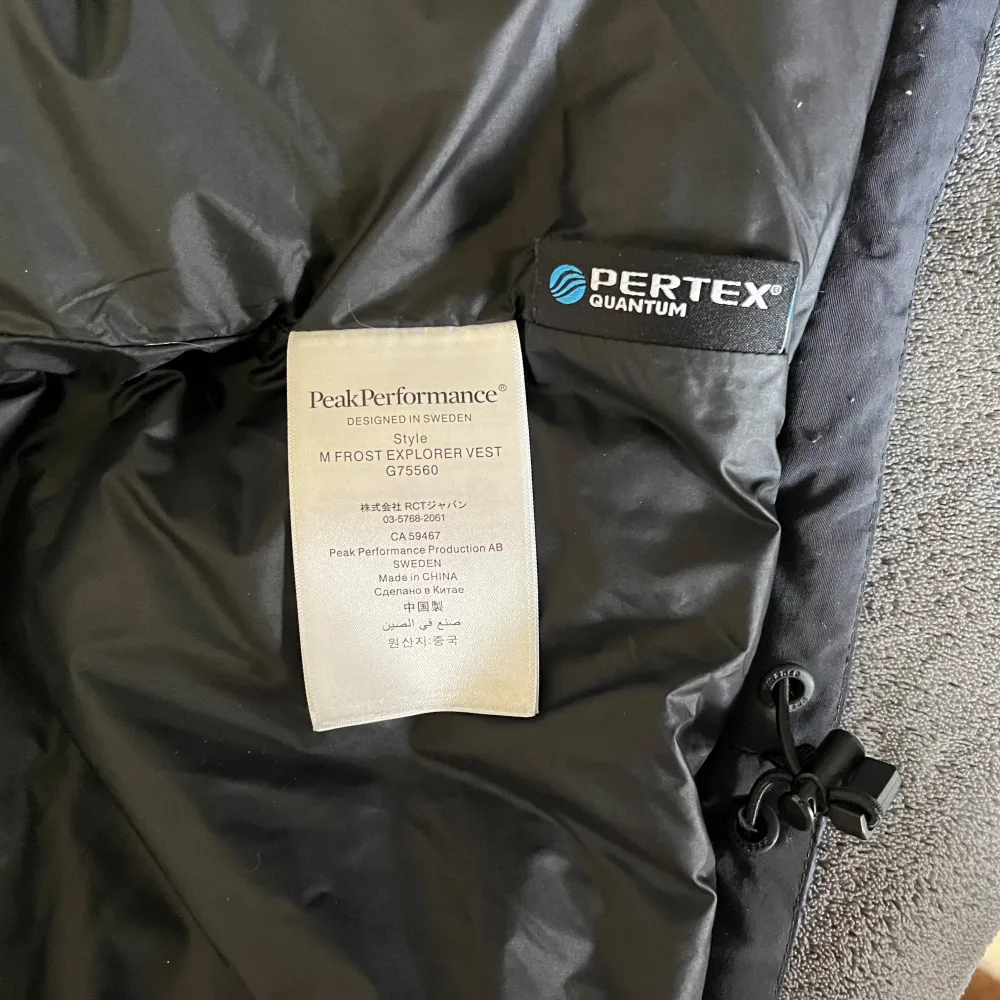 PERTEX®
QUANTUM
PeakPerformance®
DESIGNED IN SWEDEN
Style
M FROST EXPLORER VEST
G75560
株式会社 RCTジャパン
03-5768-2061
CA 59467
Peak Performance Production AB
SWEDEN
Made in CHINA
Сделано в Китае
中国製
صنع في الصين
원산지:중국